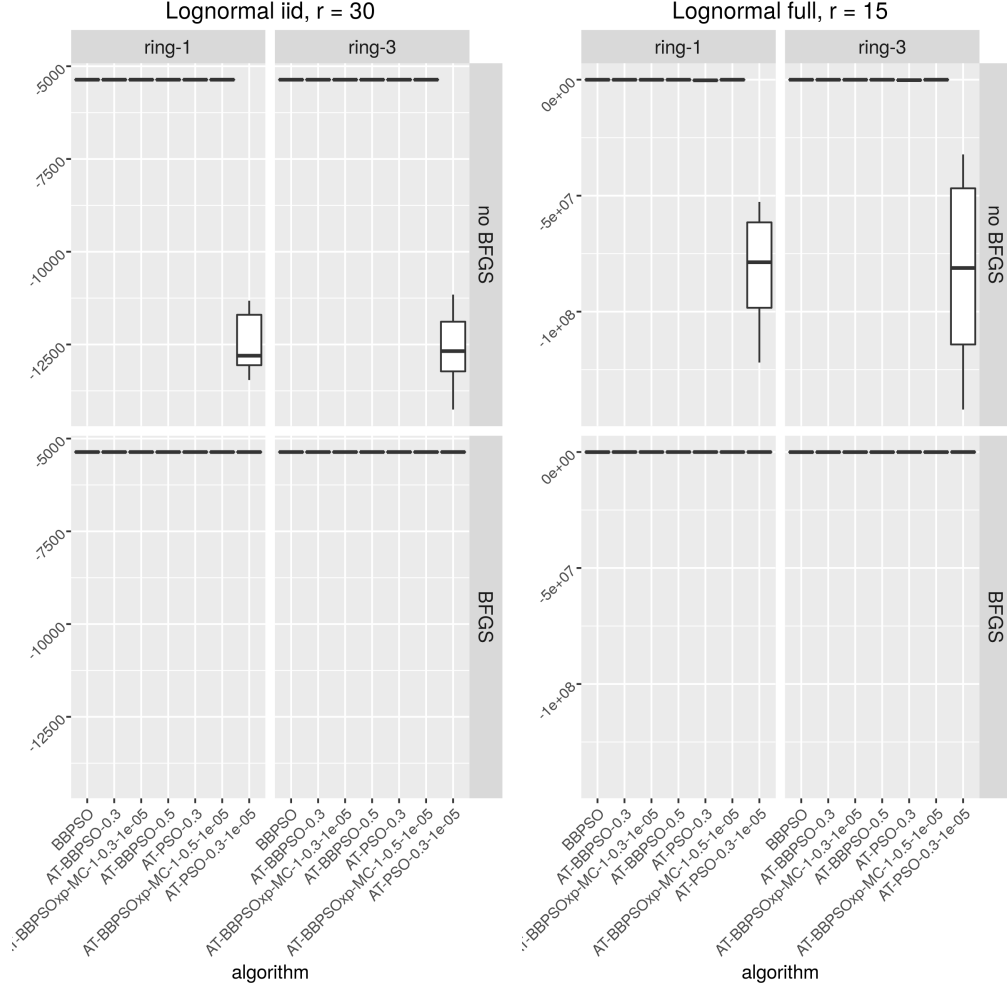 Lognormal iid, r = 30
ring-1
ring-3
-5000
-7500
-10000
-12500
no BFGS
-5000
-7500
-10000
-12500
BFGS
BBPSO
AT-BBPSO-0.3
.T-BBPSOxp-MC-1-0.3-1e-05
AT-BBPSO-0.5
AT-PSO-0.3
AT-BBPSOxp-MC-1-0.5-1e-05
AT-PSO-0.3-1e-05
BBPSO
AT-BBPSO-0.3
AT-BBPSOxp-MC-1-0.3-1e-05
AT-BBPSO-0.5
AT-PSO-0.3
AT-BBPSOxp-MC-1-0.5-1e-05
AT-PSO-0.3-1e-05
algorithm
Lognormal full, r = 15
ring-1
ring-3
0e+00
-5e+07
-1e+08
no BFGS
0e+00
-5e+07
-1e+08
BFGS
BBPSO
AT-BBPSO-0.3
.T-BBPSOxp-MC-1-0.3-1e-05
AT-BBPSO-0.5
AT-PSO-0.3
AT-BBPSOxp-MC-1-0.5-1e-05
AT-PSO-0.3-1e-05
BBPSO
AT-BBPSO-0.3
AT-BBPSOxp-MC-1-0.3-1e-05
AT-BBPSO-0.5
AT-PSO-0.3
AT-BBPSOxp-MC-1-0.5-1e-05
AT-PSO-0.3-1e-05
algorithm